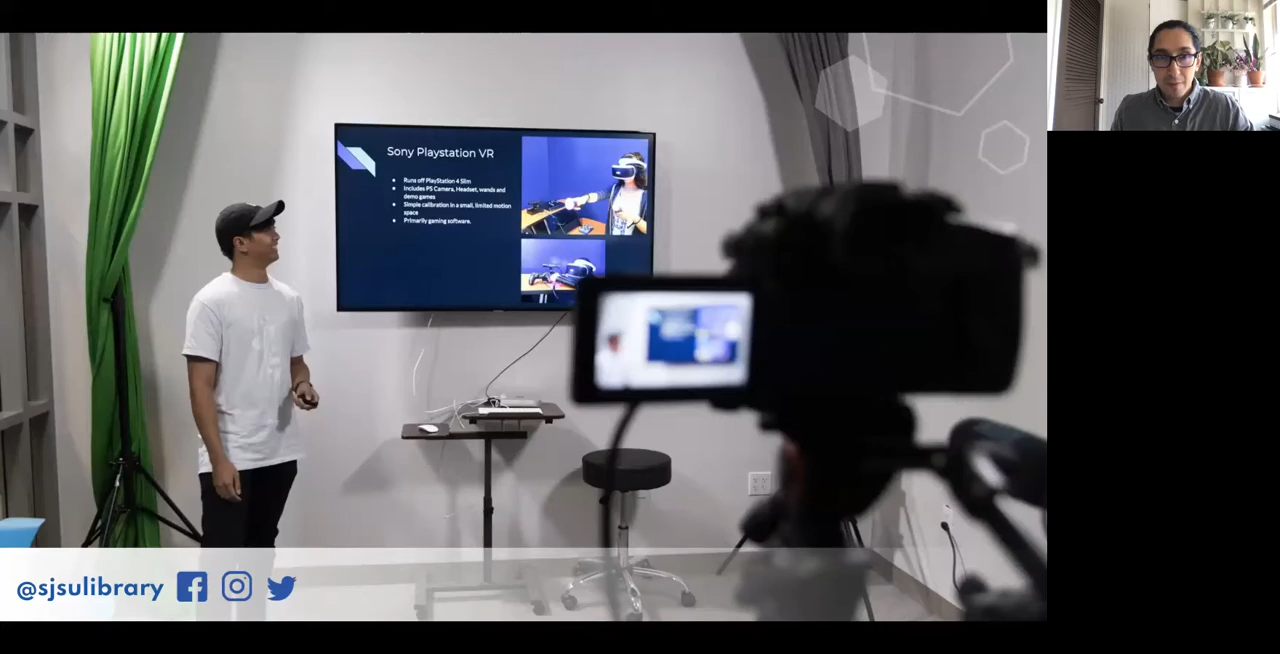 Sony Playstation VR
● Runs off PlayStation 4 Slim
● Includes PS Camera, Headset, wands and
demo games
● Simple calibration in a small, limited motion
space
● Primarily gaming software.
@sjsulibrary